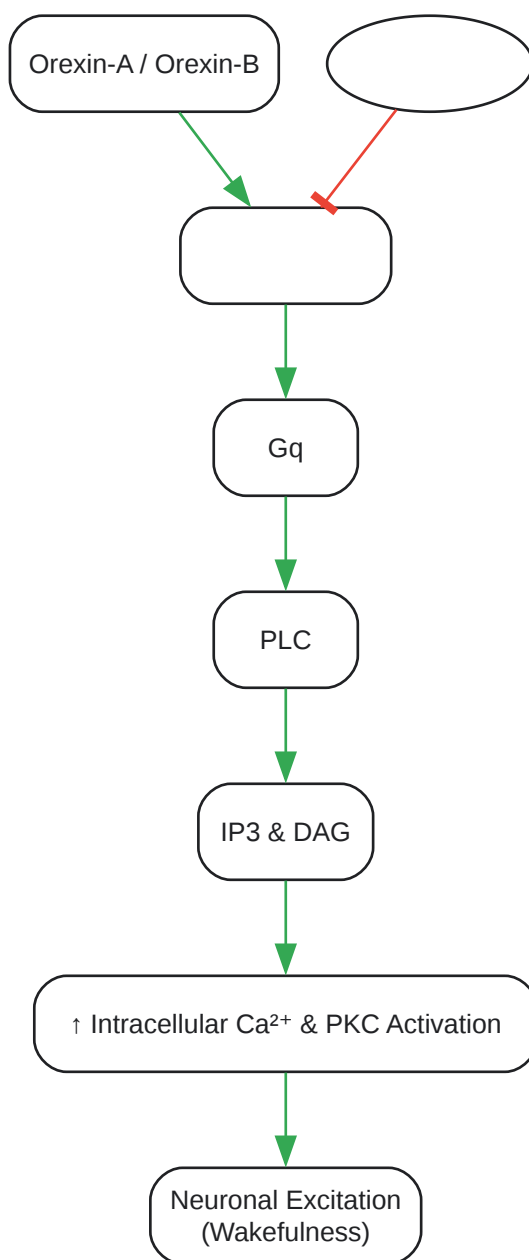 Orexin-A / Orexin-B
Gq
PLC
IP3 & DAG
↑ Intracellular Ca²⁺ & PKC Activation
Neuronal Excitation
(Wakefulness)